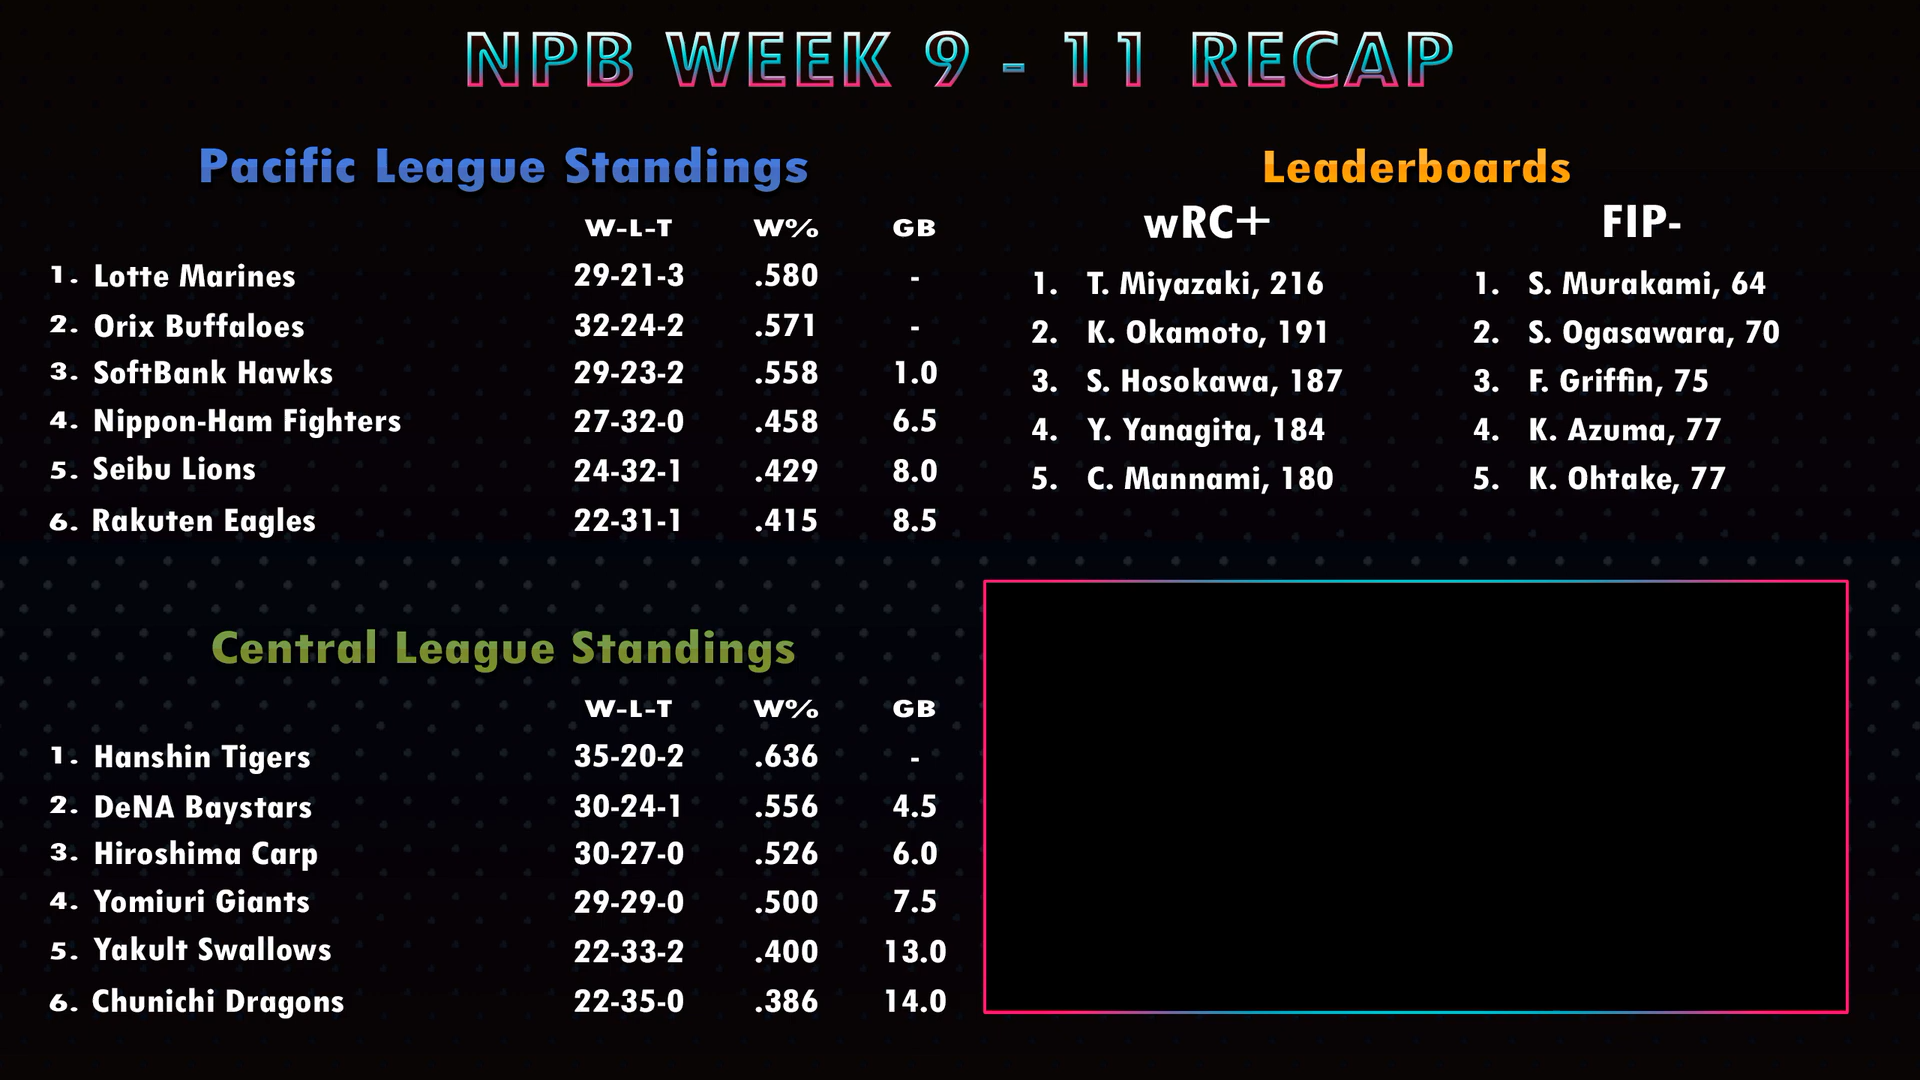 NPB WEEK 9 - 11 RECAP
Pacific League Standings
W-L-T W% GB
1. Lotte Marines 29-21-3 .580 -
2. Orix Buffaloes 32-24-2 .571 -
3. SoftBank Hawks 29-23-2 .558 1.0
4. Nippon-Ham Fighters 27-32-0 .458 6.5
5. Seibu Lions 24-32-1 .429 8.0
6. Rakuten Eagles 22-31-1 .415 8.5
Central League Standings
W-L-T W% GB
1. Hanshin Tigers 35-20-2 .636 -
2. DeNA Baystars 30-24-1 .556 4.5
3. Hiroshima Carp 30-27-0 .526 6.0
4. Yomiuri Giants 29-29-0 .500 7.5
5. Yakult Swallows 22-33-2 .400 13.0
6. Chunichi Dragons 22-35-0 .386 14.0
Leaderboards
wRC+
1. T. Miyazaki, 216
2. K. Okamoto, 191
3. S. Hosokawa, 187
4. Y. Yanagita, 184
5. C. Mannami, 180
FIP-
1. S. Murakami, 64
2. S. Ogasawara, 70
3. F. Griffin, 75
4. K. Azuma, 77
5. K. Ohtake, 77